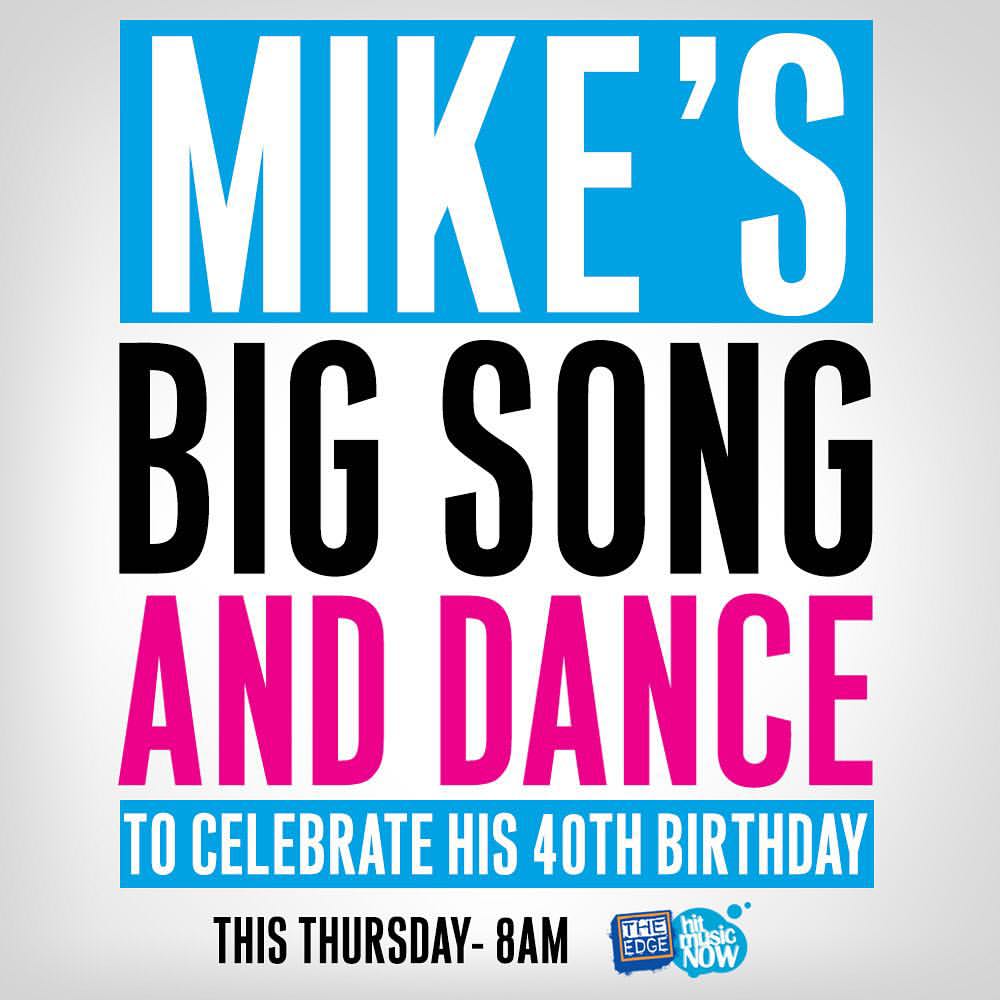 MIKE'S
BIG SONG
AND DANCE
TO CELEBRATE HIS 40TH BIRTHDAY
THIS THURSDAY- 8AM
THE
EDGE
hit
music
NOW